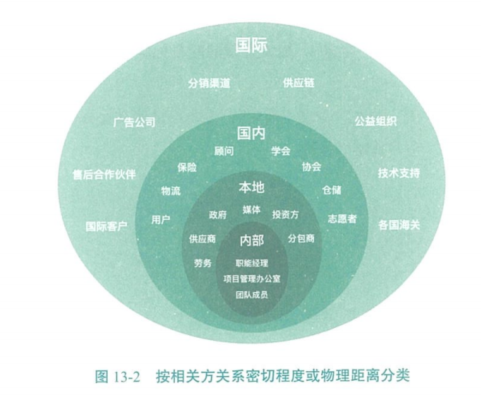 国际
分销渠道 供应链
广告公司 公益组织
国内
顾问 学会
保险 协会
售后合作伙伴 技术支持
物流 本地 仓储
政府 媒体 投资方
用户 志愿者
国际客户 各国海关
供应商 内部 分包商
劳务 职能经理
项目管理办公室
团队成员
图 13-2 按相关方关系密切程度或物理距离分类